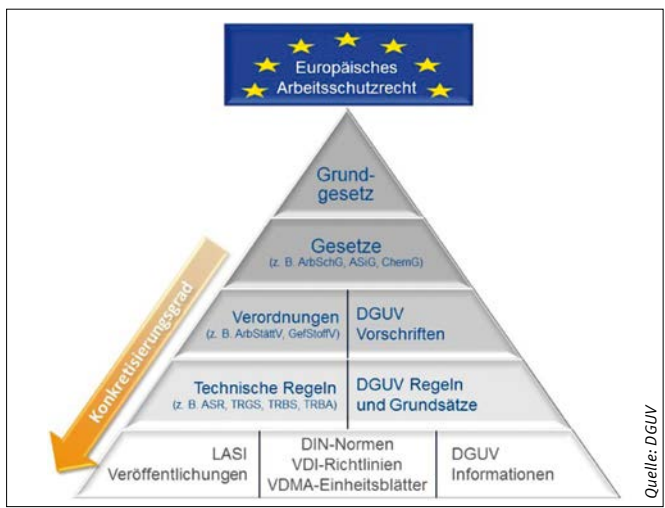 Europäisches
Arbeitsschutzrecht
Grund-
gesetz
Gesetze
(z. B. ArbSchG, ASiG, ChemG)
Verordnungen
(z. B. ArbStättV, GefStoffV)
DGUV
Vorschriften
Technische Regeln
(z. B. ASR, TRGS, TRBS, TRBA)
DGUV Regeln
und Grundsätze
LASI
Veröffentlichungen
DIN-Normen
VDI-Richtlinien
VDMA-Einheitsblätter
DGUV
Informationen
Konkretisierungsgrad
Quelle: DGUV